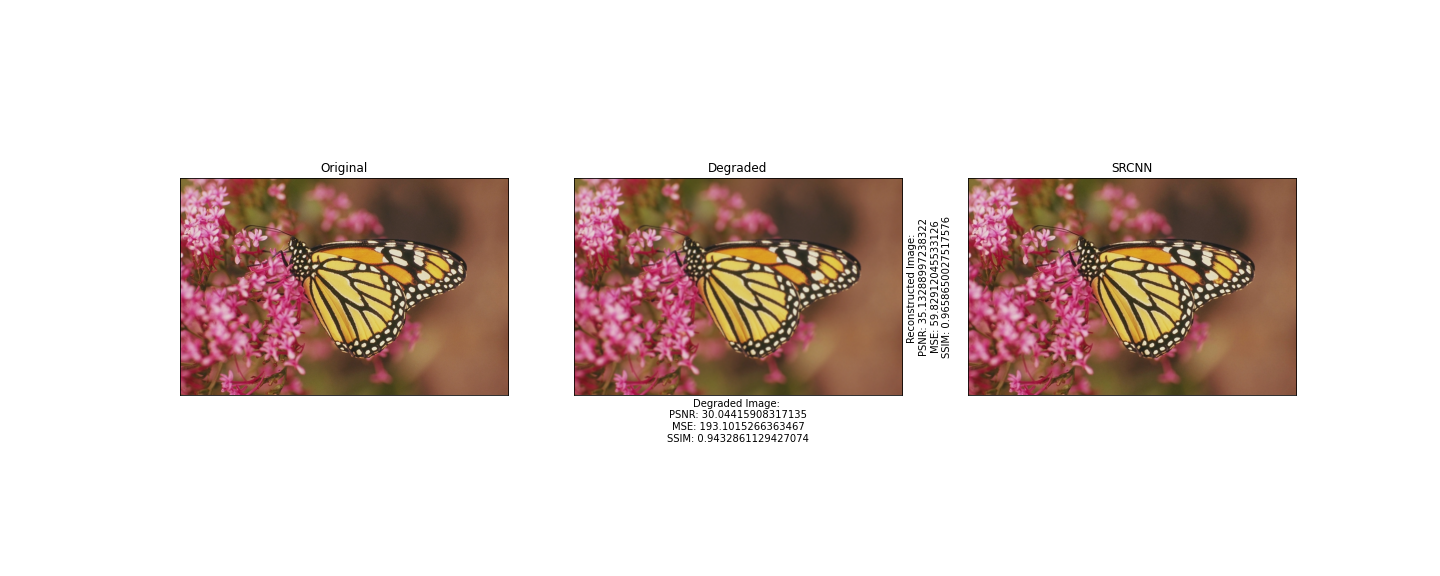 Original
Degraded
SRCNN
Degraded Image:
PSNR: 30.04415908317135
MSE: 193.1015266363467
SSIM: 0.9432861129427074
Reconstructed Image:
PSNR: 35.13288997238322
MSE: 59.82912045533126
SSIM: 0.9658650027517576